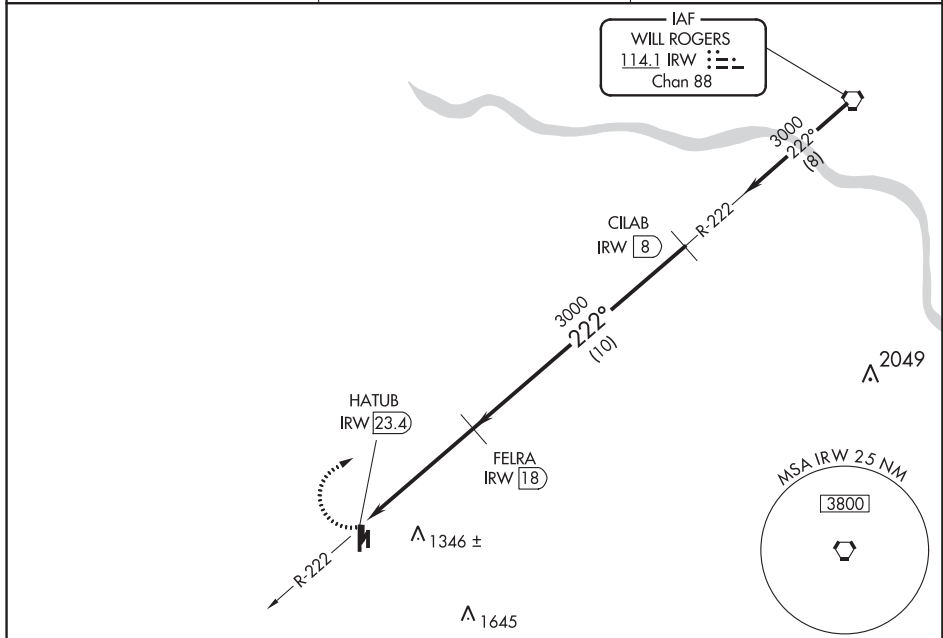 IAF
WILL ROGERS
114.1 IRW
Chan 88
3000
222°
(8)
R-222
CILAB
IRW 8
3000
222°
(10)
2049
HATUB
IRW 23.4
FELRA
IRW 18
MSA IRW 25 NM
3800
1346 ±
R-222
1645